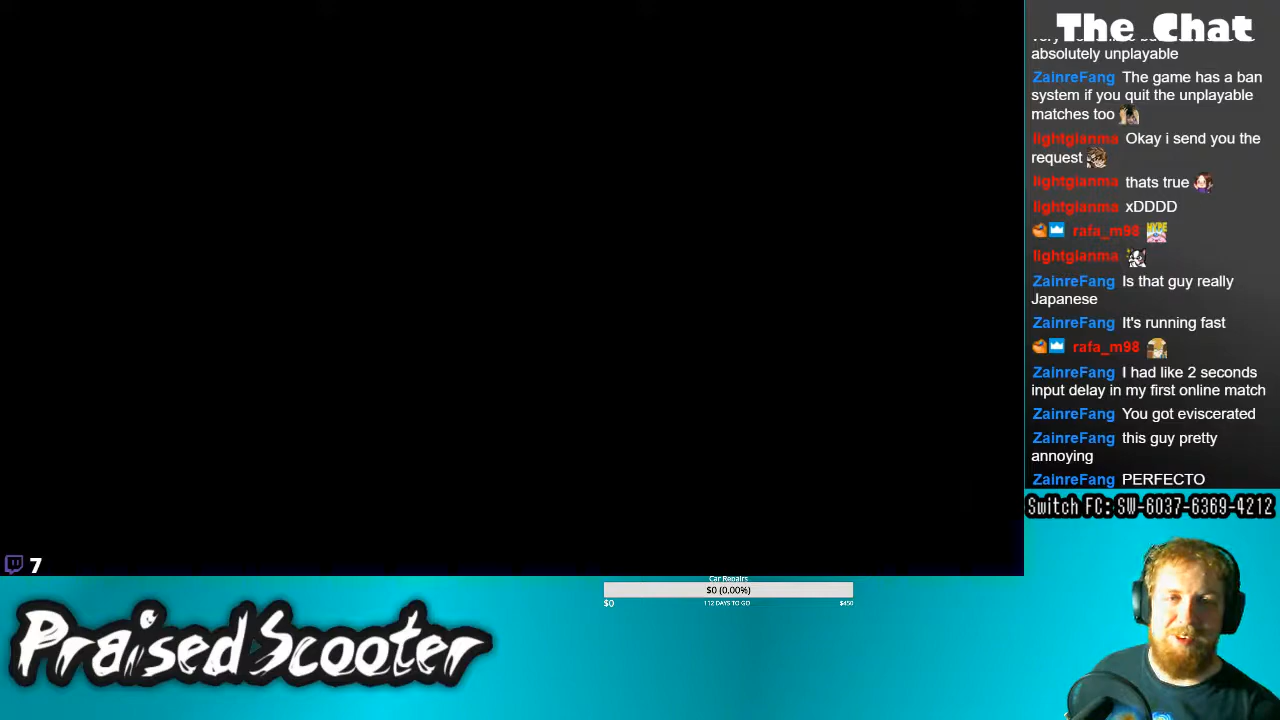 The Chat
absolutely unplayable
ZainreFang The game has a ban
system if you quit the unplayable
matches too
lightgianma Okay i send you the
request
lightgianma thats true
lightgianma xDDDD
rafa_m98
lightgianma
ZainreFang Is that guy really
Japanese
ZainreFang It's running fast
rafa_m98
ZainreFang I had like 2 seconds
input delay in my first online match
ZainreFang You got eviscerated
ZainreFang this guy pretty
annoying
ZainreFang PERFECTO
Switch FC: SW-6037-6369-4212
7
Car Repairs
$0 (0.00%)
$0 112 DAYS TO GO $450
PraisedScooter